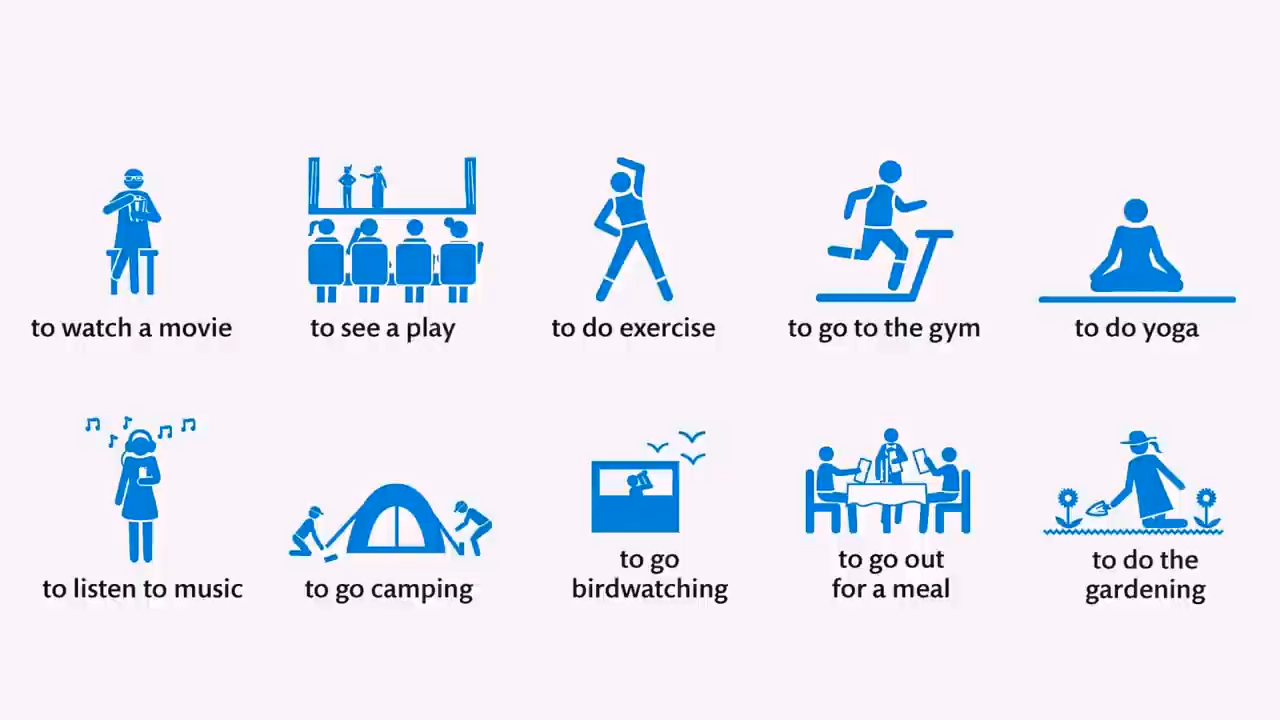 to watch a movie
to see a play
to do exercise
to go to the gym
to do yoga
to listen to music
to go camping
to go
birdwatching
to go out
for a meal
to do the
gardening